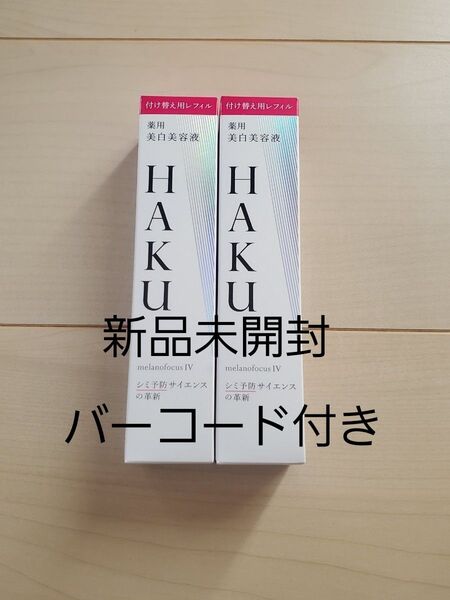 付け替え用レフィル
薬用
美白美容液
HAKU
melanofocus IV
シミ予防サイエンス
の革新
付け替え用レフィル
薬用
美白美容液
HAKU
melanofocus IV
シミ予防サイエンス
の革新
新品未開封
バーコード付き